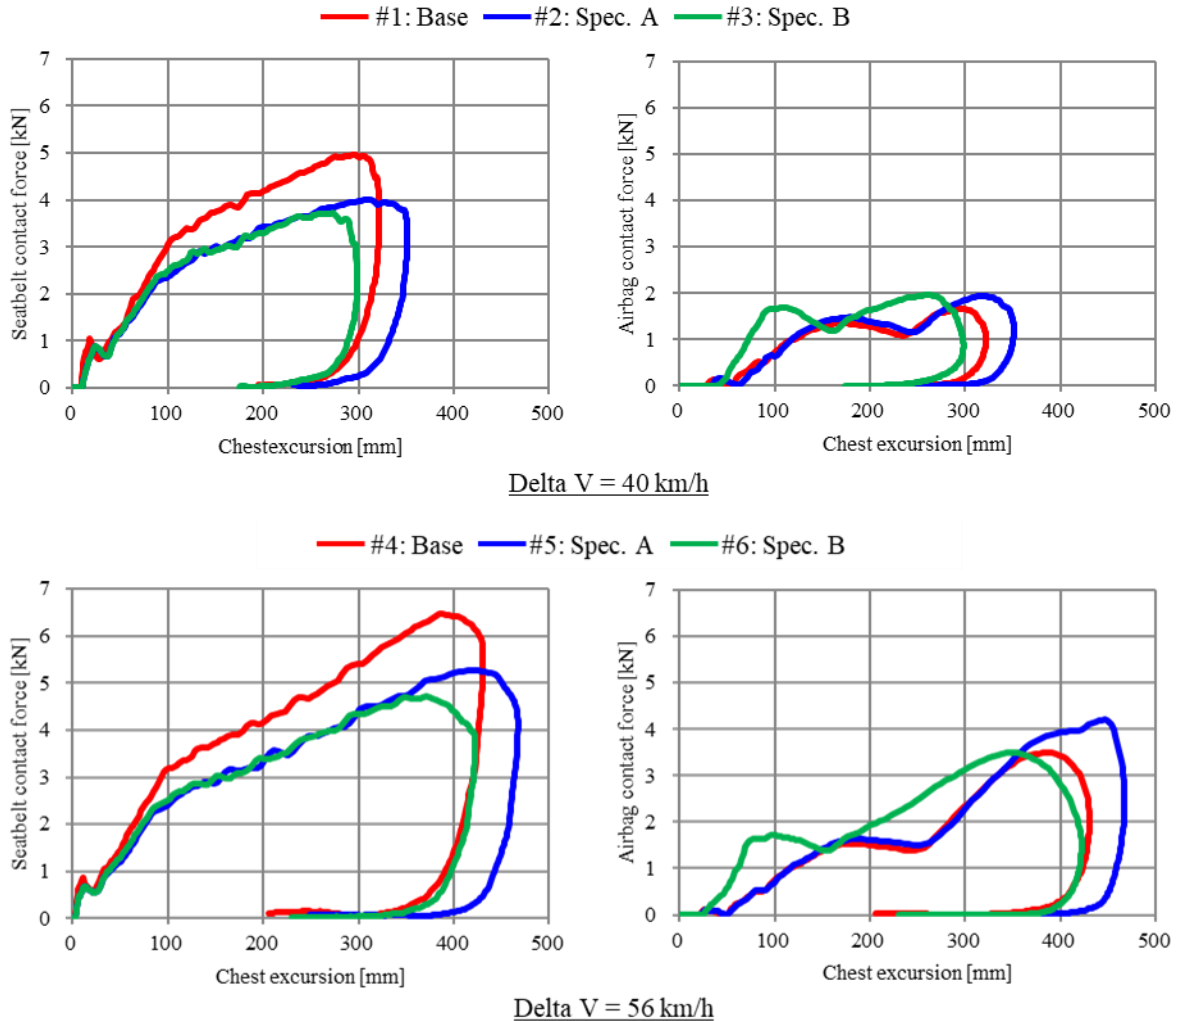 #1: Base #2: Spec. A #3: Spec. B
7
6
5
4
3
2
1
0
Seatbelt contact force [kN]
0 100 200 300 400 500
Chestexcursion [mm]
7
6
5
4
3
2
1
0
Airbag contact force [kN]
0 100 200 300 400 500
Chest excursion [mm]
Delta V = 40 km/h
#4: Base #5: Spec. A #6: Spec. B
7
6
5
4
3
2
1
0
Seatbelt contact force [kN]
0 100 200 300 400 500
Chest excursion [mm]
7
6
5
4
3
2
1
0
Airbag contact force [kN]
0 100 200 300 400 500
Chest excursion [mm]
Delta V = 56 km/h